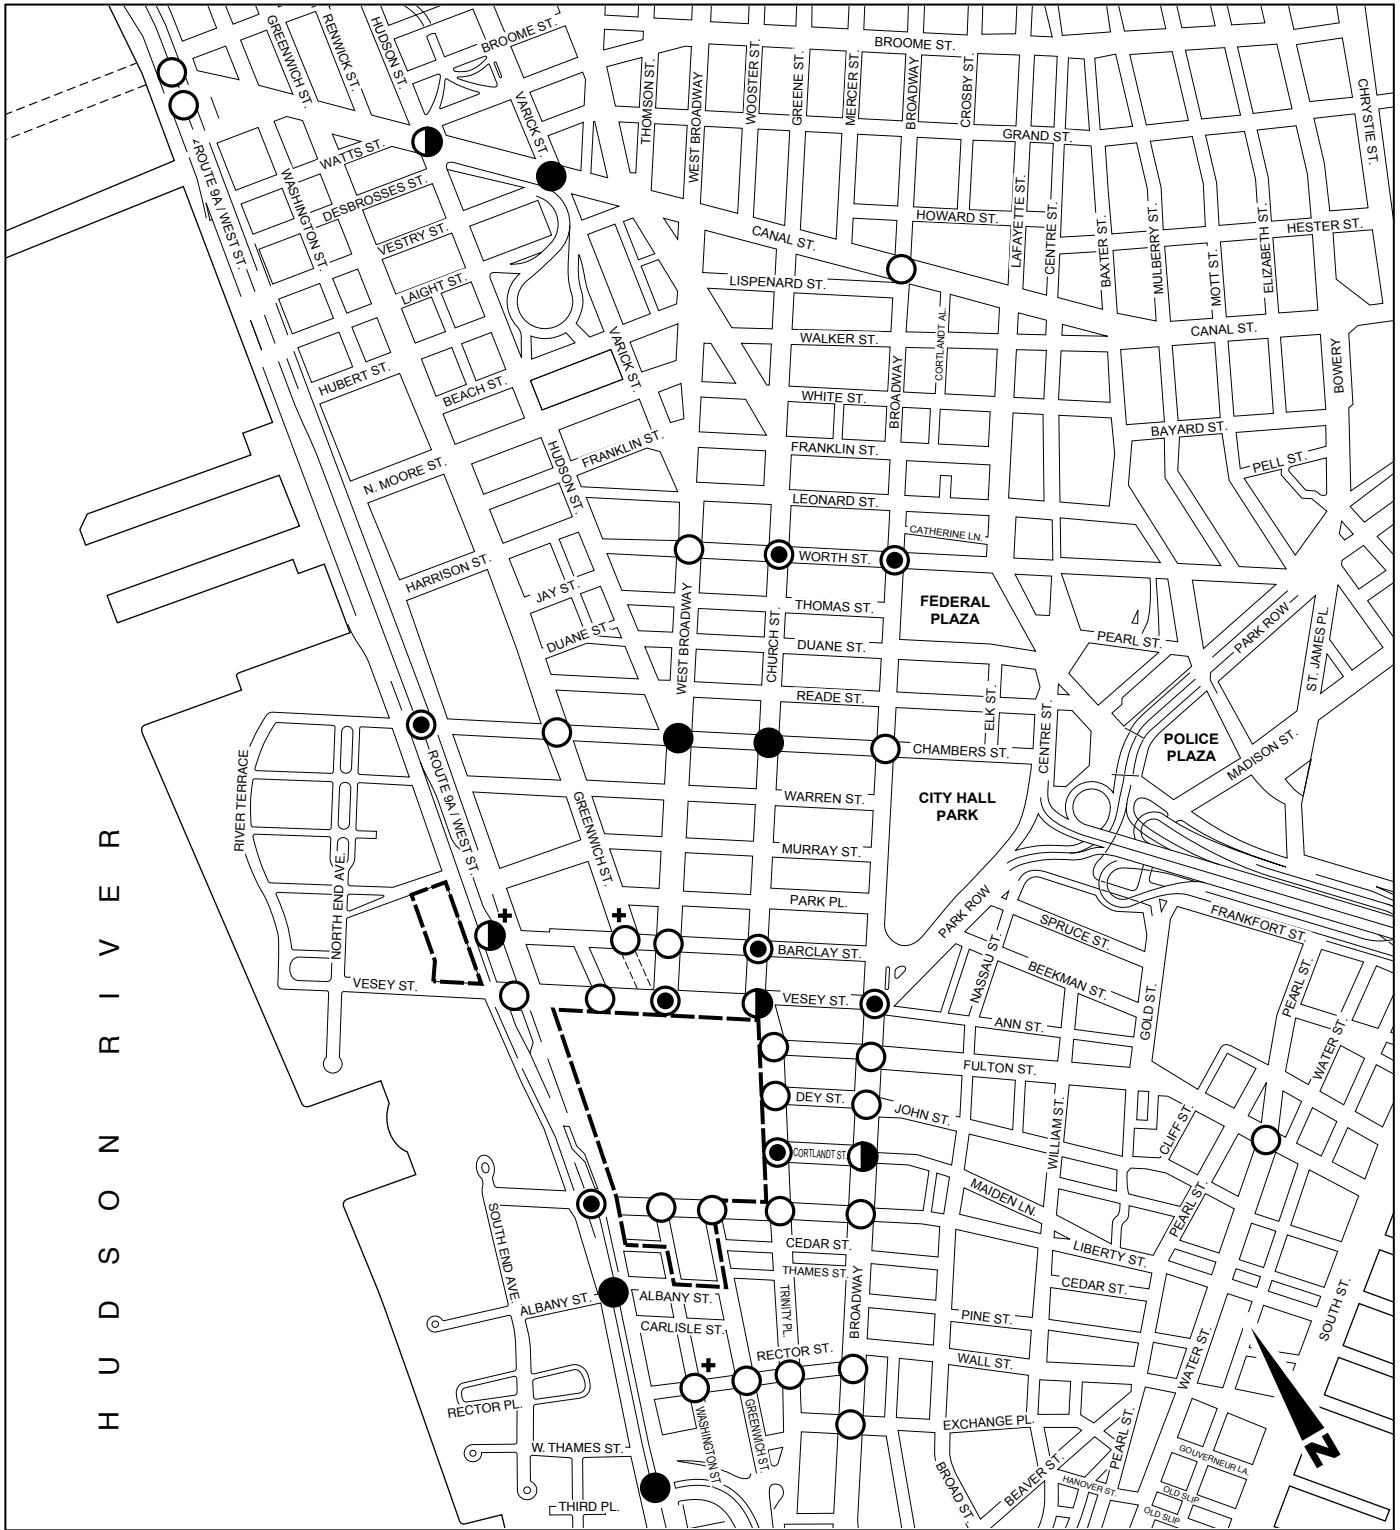 GREENWICH ST.
RENWICK ST.
HUDSON ST.
BROOME ST.
BROOME ST.
THOMSON ST.
WEST BROADWAY
WOOSTER ST.
GREENE ST.
MERCER ST.
BROADWAY
CROSBY ST.
CHRYSTIE ST.
VARICK ST.
GRAND ST.
WATTS ST.
ROUTE 9A / WEST ST.
WASHINGTON ST.
DESBROSSES ST.
VESTRY ST.
LAIGHT ST.
CANAL ST.
HOWARD ST.
LAFAYETTE ST.
CENTRE ST.
BAXTER ST.
MULBERRY ST.
MOTT ST.
ELIZABETH ST.
HESTER ST.
LISPENARD ST.
CORTLANDT AL.
CANAL ST.
WALKER ST.
VARICK ST.
BOWERY
HUBERT ST.
BEACH ST.
WHITE ST.
BROADWAY
BAYARD ST.
FRANKLIN ST.
FRANKLIN ST.
HUDSON ST.
PELL ST.
N. MOORE ST.
LEONARD ST.
CATHERINE LN.
WORTH ST.
HARRISON ST.
JAY ST.
THOMAS ST.
FEDERAL
PLAZA
PARK ROW
ST. JAMES PL.
DUANE ST.
WEST BROADWAY
CHURCH ST.
DUANE ST.
PEARL ST.
READE ST.
ELK ST.
CENTRE ST.
CHAMBERS ST.
POLICE
PLAZA
MADISON ST.
RIVER TERRACE
ROUTE 9A / WEST ST.
GREENWICH ST.
WARREN ST.
CITY HALL
PARK
MURRAY ST.
NORTH END AVE.
PARK PL.
PARK ROW
SPRUCE ST.
FRANKFORT ST.
BARCLAY ST.
NASSAU ST.
BEEKMAN ST.
PEARL ST.
VESEY ST.
VESEY ST.
GOLD ST.
ANN ST.
WATER ST.
FULTON ST.
DEY ST.
JOHN ST.
WILLIAM ST.
CLIFF ST.
CORTLANDT ST.
MAIDEN LN.
PEARL ST.
SOUTH END AVE.
CEDAR ST.
LIBERTY ST.
THAMES ST.
CEDAR ST.
SOUTH ST.
ALBANY ST.
ALBANY ST.
TRINITY PL.
BROADWAY
PINE ST.
CARLISLE ST.
WATER ST.
RECTOR ST.
WALL ST.
RECTOR PL.
WASHINGTON ST
GREENWICH ST.
EXCHANGE PL.
PEARL ST.
W. THAMES ST.
GOUVERNEUR LA.
N
BROAD ST.
BEAVER ST.
HANOVER ST.
OLD SLIP
OLD SLIP
THIRD PL.
HUDSON RIVER